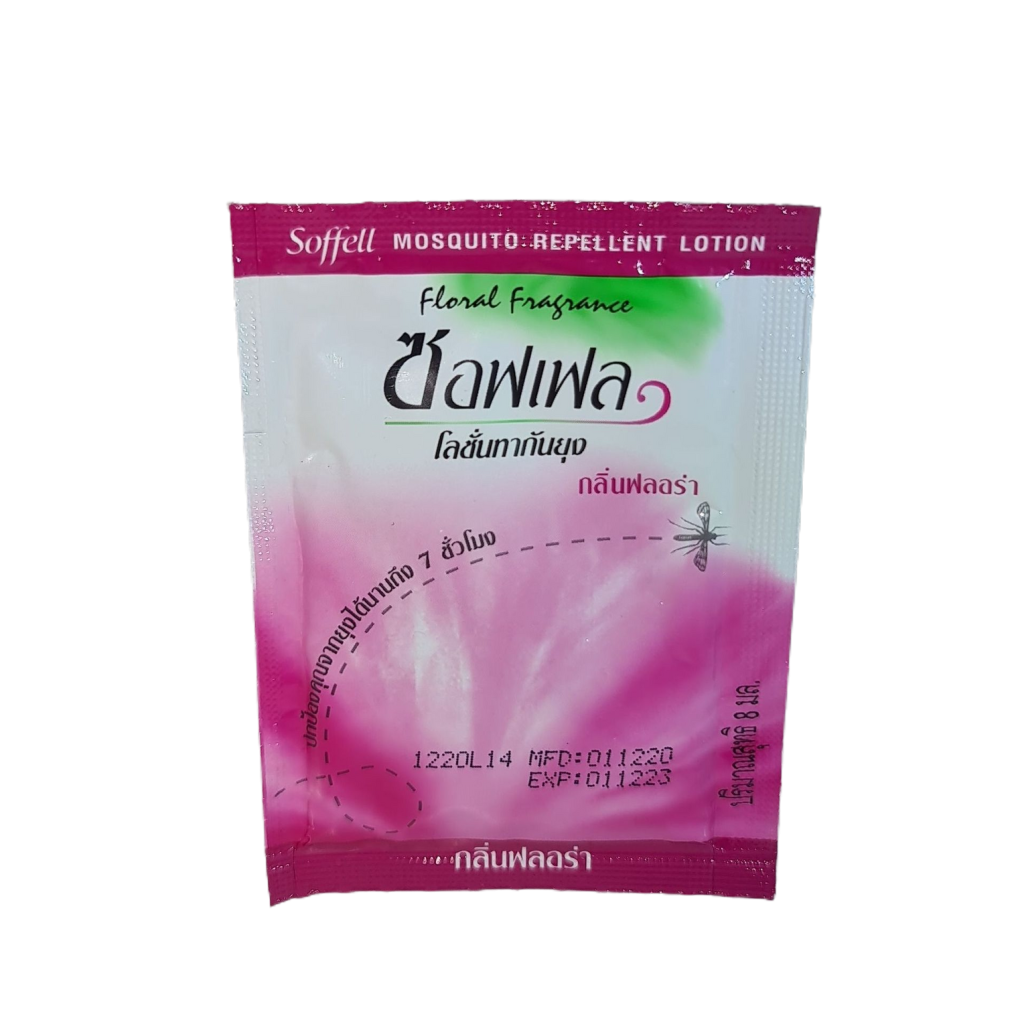 Soffell MOSQUITO REPELLENT LOTION
Floral Fragrance
ซอฟเฟล
โลชั่นทากันยุง
กลิ่นฟลอร่า
ปกป้องคุณจากยุงได้นานถึง 7 ชั่วโมง
1220L14 MFD:011220
EXP:011223
ปริมาณสุทธิ 8 มล.
กลิ่นฟลอร่า